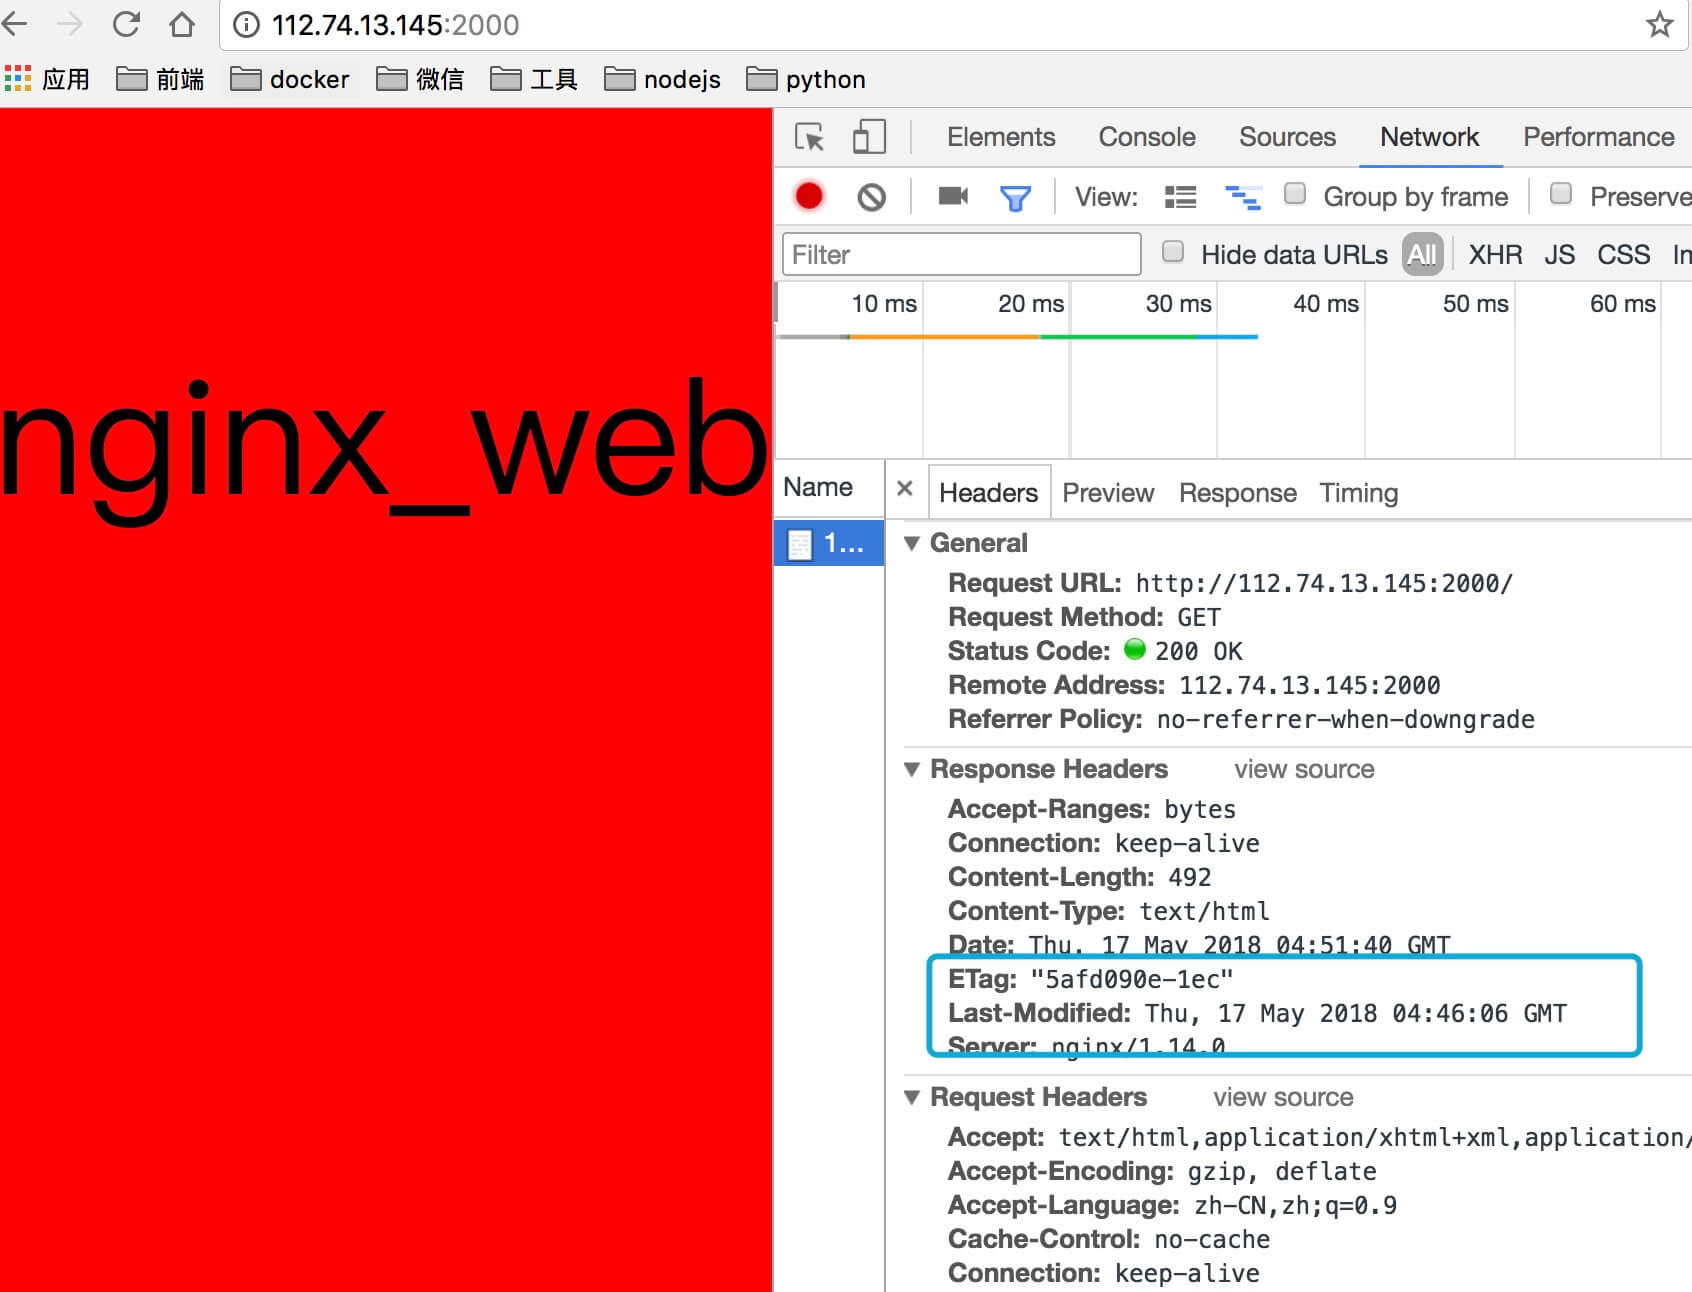 112.74.13.145:2000
应用 前端 docker 微信 工具 nodejs python
nginx_web
Elements Console Sources Network Performance
View: Group by frame Preserve
Filter Hide data URLs All XHR JS CSS
10 ms 20 ms 30 ms 40 ms 50 ms 60 ms
Name × Headers Preview Response Timing
1...
General
Request URL: http://112.74.13.145:2000/
Request Method: GET
Status Code: 200 OK
Remote Address: 112.74.13.145:2000
Referrer Policy: no-referrer-when-downgrade
Response Headers view source
Accept-Ranges: bytes
Connection: keep-alive
Content-Length: 492
Content-Type: text/html
Date: Thu, 17 May 2018 04:51:40 GMT
ETag: "5afd090e-1ec"
Last-Modified: Thu, 17 May 2018 04:46:06 GMT
Server: nginx/1.14.0
Request Headers view source
Accept: text/html,application/xhtml+xml,application/
Accept-Encoding: gzip, deflate
Accept-Language: zh-CN,zh;q=0.9
Cache-Control: no-cache
Connection: keep-alive